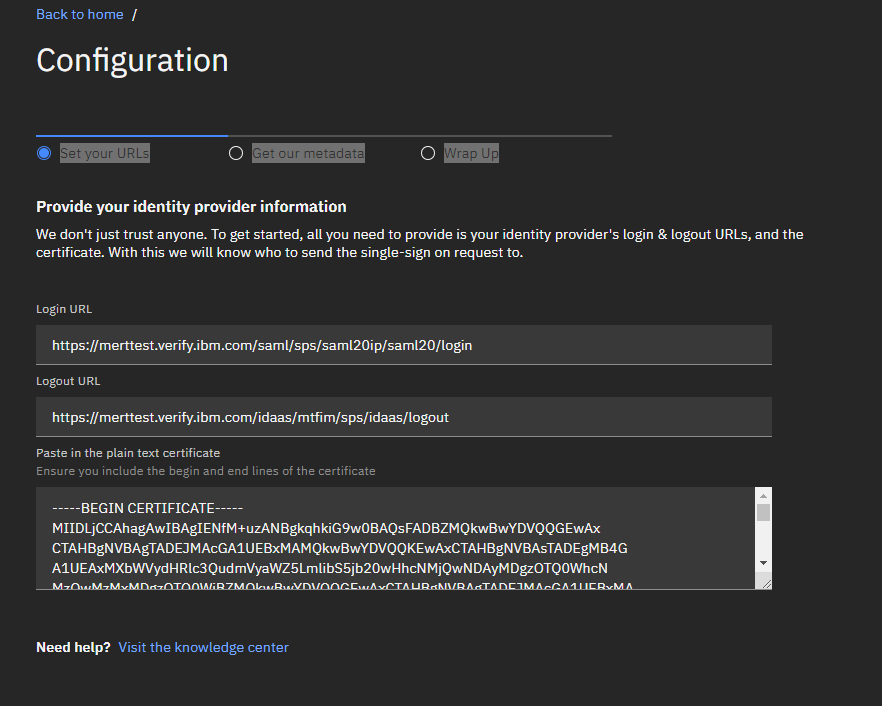 Back to home /
Configuration
Set your URLs
Get our metadata
Wrap Up
Provide your identity provider information
We don't just trust anyone. To get started, all you need to provide is your identity provider's login & logout URLs, and the
certificate. With this we will know who to send the single-sign on request to.
Login URL
https://merttest.verify.ibm.com/saml/sps/saml20ip/saml20/login
Logout URL
https://merttest.verify.ibm.com/idaas/mtfim/sps/idaas/logout
Paste in the plain text certificate
Ensure you include the begin and end lines of the certificate
-----BEGIN CERTIFICATE-----
MIIDLjCCAhagAwIBAgIENfM+uzANBgkqhkiG9w0BAQsFADBZMQkwBwYDVQQGEwAx
CTAHBgNVBAgTADEJMAcGA1UEBxMAMQkwBwYDVQQKEwAxCTAHBgNVBAsTADEgMB4G
A1UEAxMXbWVydHRlc3QudmVyaWZ5LmlibS5jb20wHhcNMjQwNDAyMDgzOTQ0WhcN
MzQwMzMxMDgzOTQ0WjBZMQkwBwYDVQQGEwAxCTAHBgNVBAgTADEJMAcGA1UEBxMA
Need help? Visit the knowledge center